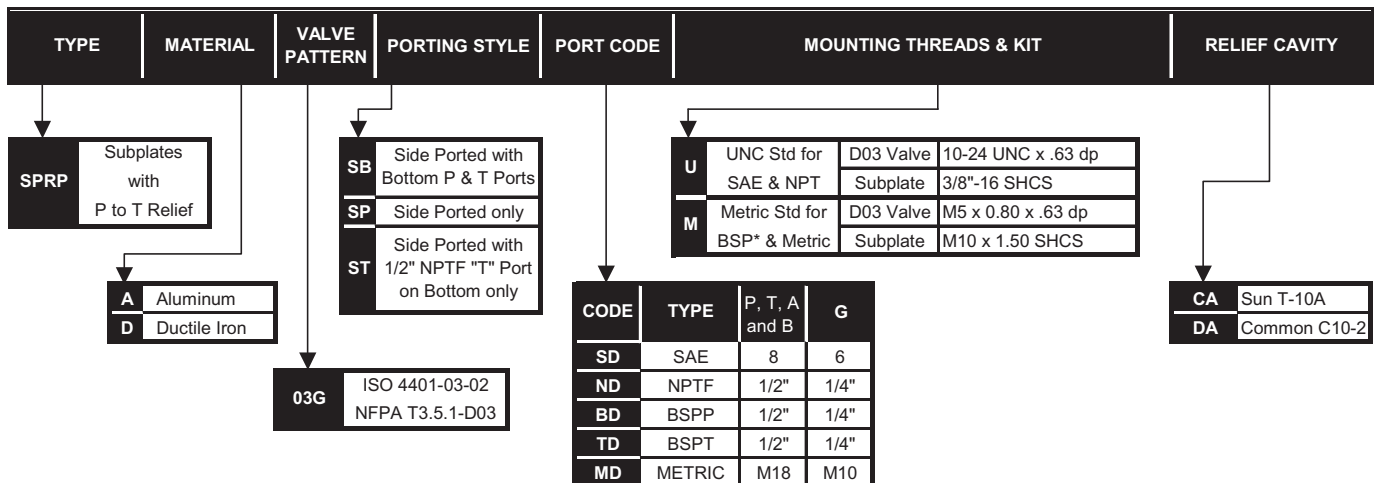 TYPE
MATERIAL
VALVE
PATTERN
PORTING STYLE
PORT CODE
MOUNTING THREADS & KIT
RELIEF CAVITY
SPRP
Subplates
with
P to T Relief
A Aluminum
D Ductile Iron
03G
ISO 4401-03-02
NFPA T3.5.1-D03
SB
Side Ported with
Bottom P & T Ports
SP Side Ported only
ST
Side Ported with
1/2" NPTF "T" Port
on Bottom only
CODE TYPE P, T, A
and B
G
SD SAE 8 6
ND NPTF 1/2" 1/4"
BD BSPP 1/2" 1/4"
TD BSPT 1/2" 1/4"
MD METRIC M18 M10
U
UNC Std for
SAE & NPT
D03 Valve 10-24 UNC x .63 dp
Subplate 3/8"-16 SHCS
M
Metric Std for
BSP* & Metric
D03 Valve M5 x 0.80 x .63 dp
Subplate M10 x 1.50 SHCS
CA Sun T-10A
DA Common C10-2